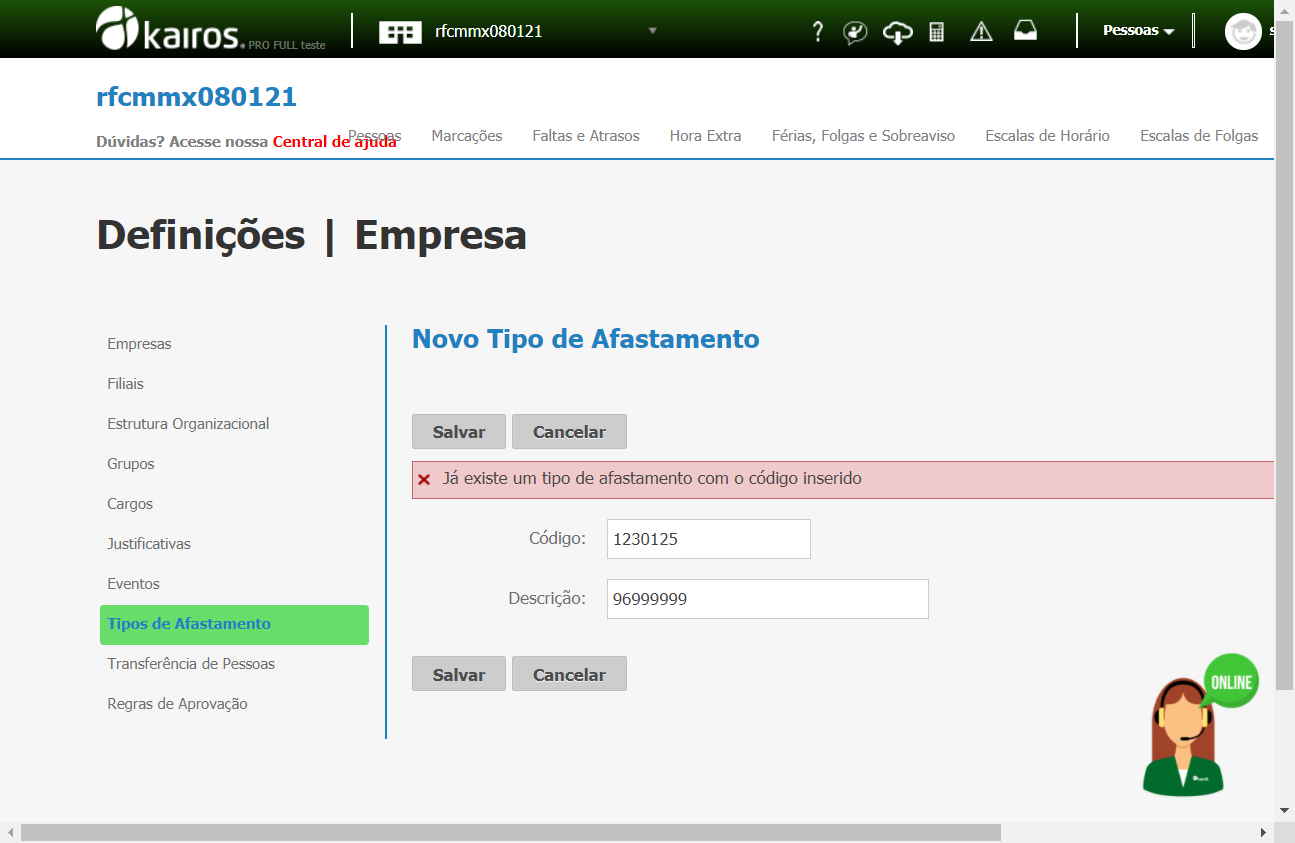 kairos. PRO FULL teste
rfcmmx080121
?
Pessoas
s
rfcmmx080121
Dúvidas? Acesse nossa Central de ajuda
Pessoas Marcações Faltas e Atrasos Hora Extra Férias, Folgas e Sobreaviso Escalas de Horário Escalas de Folgas
Definições | Empresa
Empresas
Filiais
Estrutura Organizacional
Grupos
Cargos
Justificativas
Eventos
Tipos de Afastamento
Transferência de Pessoas
Regras de Aprovação
Novo Tipo de Afastamento
Salvar Cancelar
Já existe um tipo de afastamento com o código inserido
Código: 1230125
Descrição: 96999999
Salvar Cancelar
ONLINE